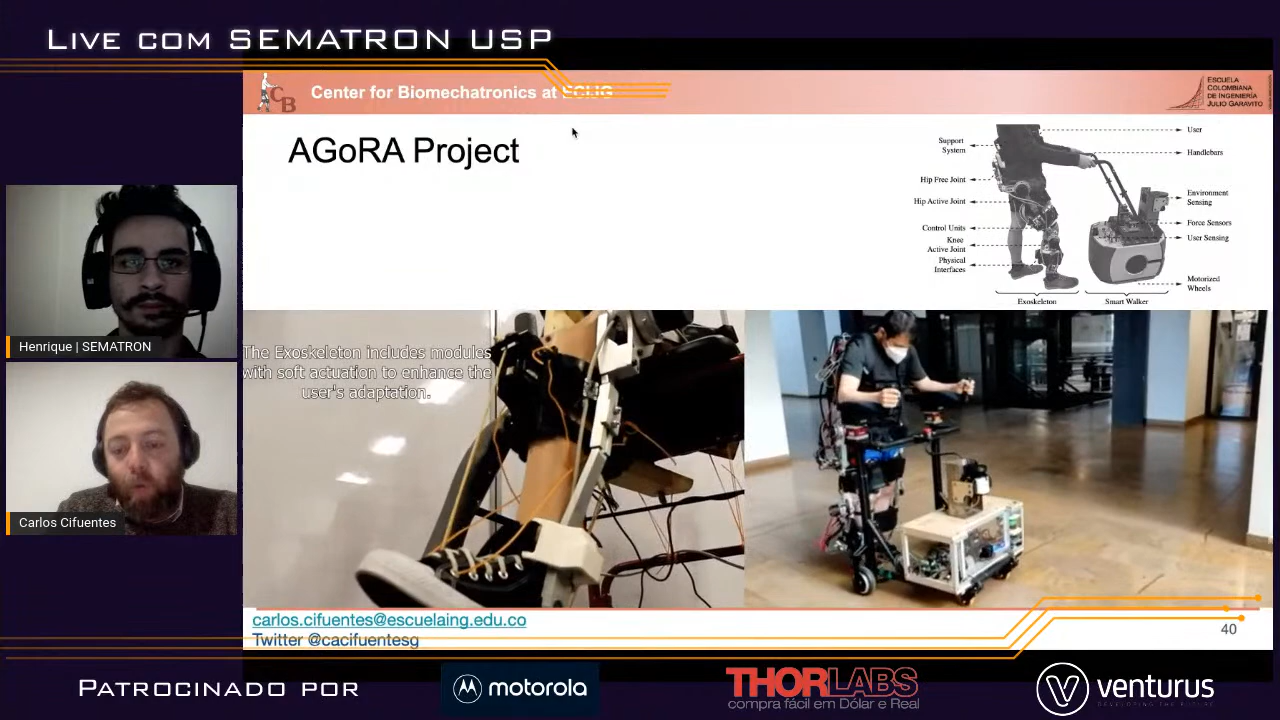 LIVE COM SEMATRON USP
Center for Biomechatronics at ECIJG
ESCUELA
COLOMBIANA
DE INGENIERÍA
JULIO GARAVITO
CB
AGoRA Project
Support
System
Hip Free Joint
Hip Active Joint
Control Units
Knee
Active Joint
Physical
Interfaces
User
Handlebars
Environment
Sensing
Force Sensors
User Sensing
Motorized
Wheels
Exoskeleton
Smart Walker
Henrique | SEMATRON
Carlos Cifuentes
The Exoskeleton includes modules
with soft actuation to enhance the
user's adaptation.
carlos.cifuentes@escuelaing.edu.co
Twitter @cacifuentesg
40
PATROCINADO POR
motorola
THORLABS
compra fácil em Dólar e Real
venturus
DEVELOPING THE FUTURE